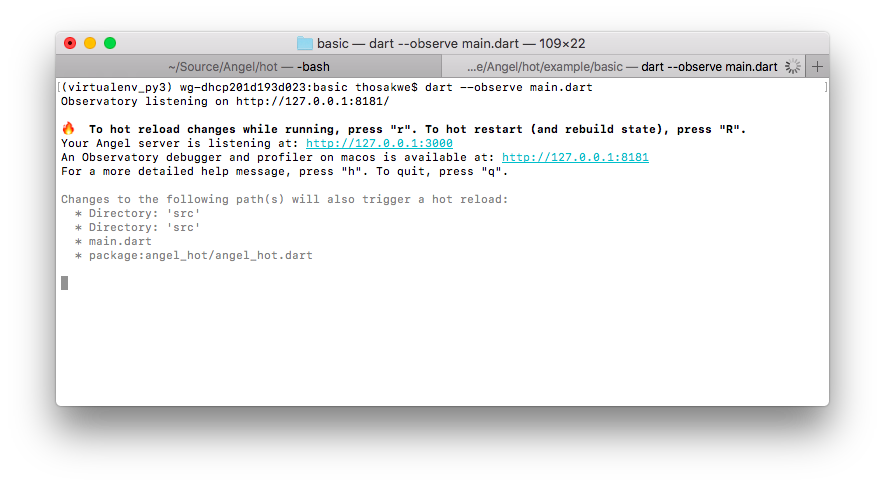 basic — dart --observe main.dart — 109×22
~/Source/Angel/hot — -bash
...e/Angel/hot/example/basic — dart --observe main.dart
[(virtualenv_py3) wg-dhcp201d193d023:basic thosakwe$ dart --observe main.dart ]
Observatory listening on http://127.0.0.1:8181/
🔥 To hot reload changes while running, press "r". To hot restart (and rebuild state), press "R".
Your Angel server is listening at: http://127.0.0.1:3000
An Observatory debugger and profiler on macos is available at: http://127.0.0.1:8181
For a more detailed help message, press "h". To quit, press "q".
Changes to the following path(s) will also trigger a hot reload:
* Directory: 'src'
* Directory: 'src'
* main.dart
* package:angel_hot/angel_hot.dart